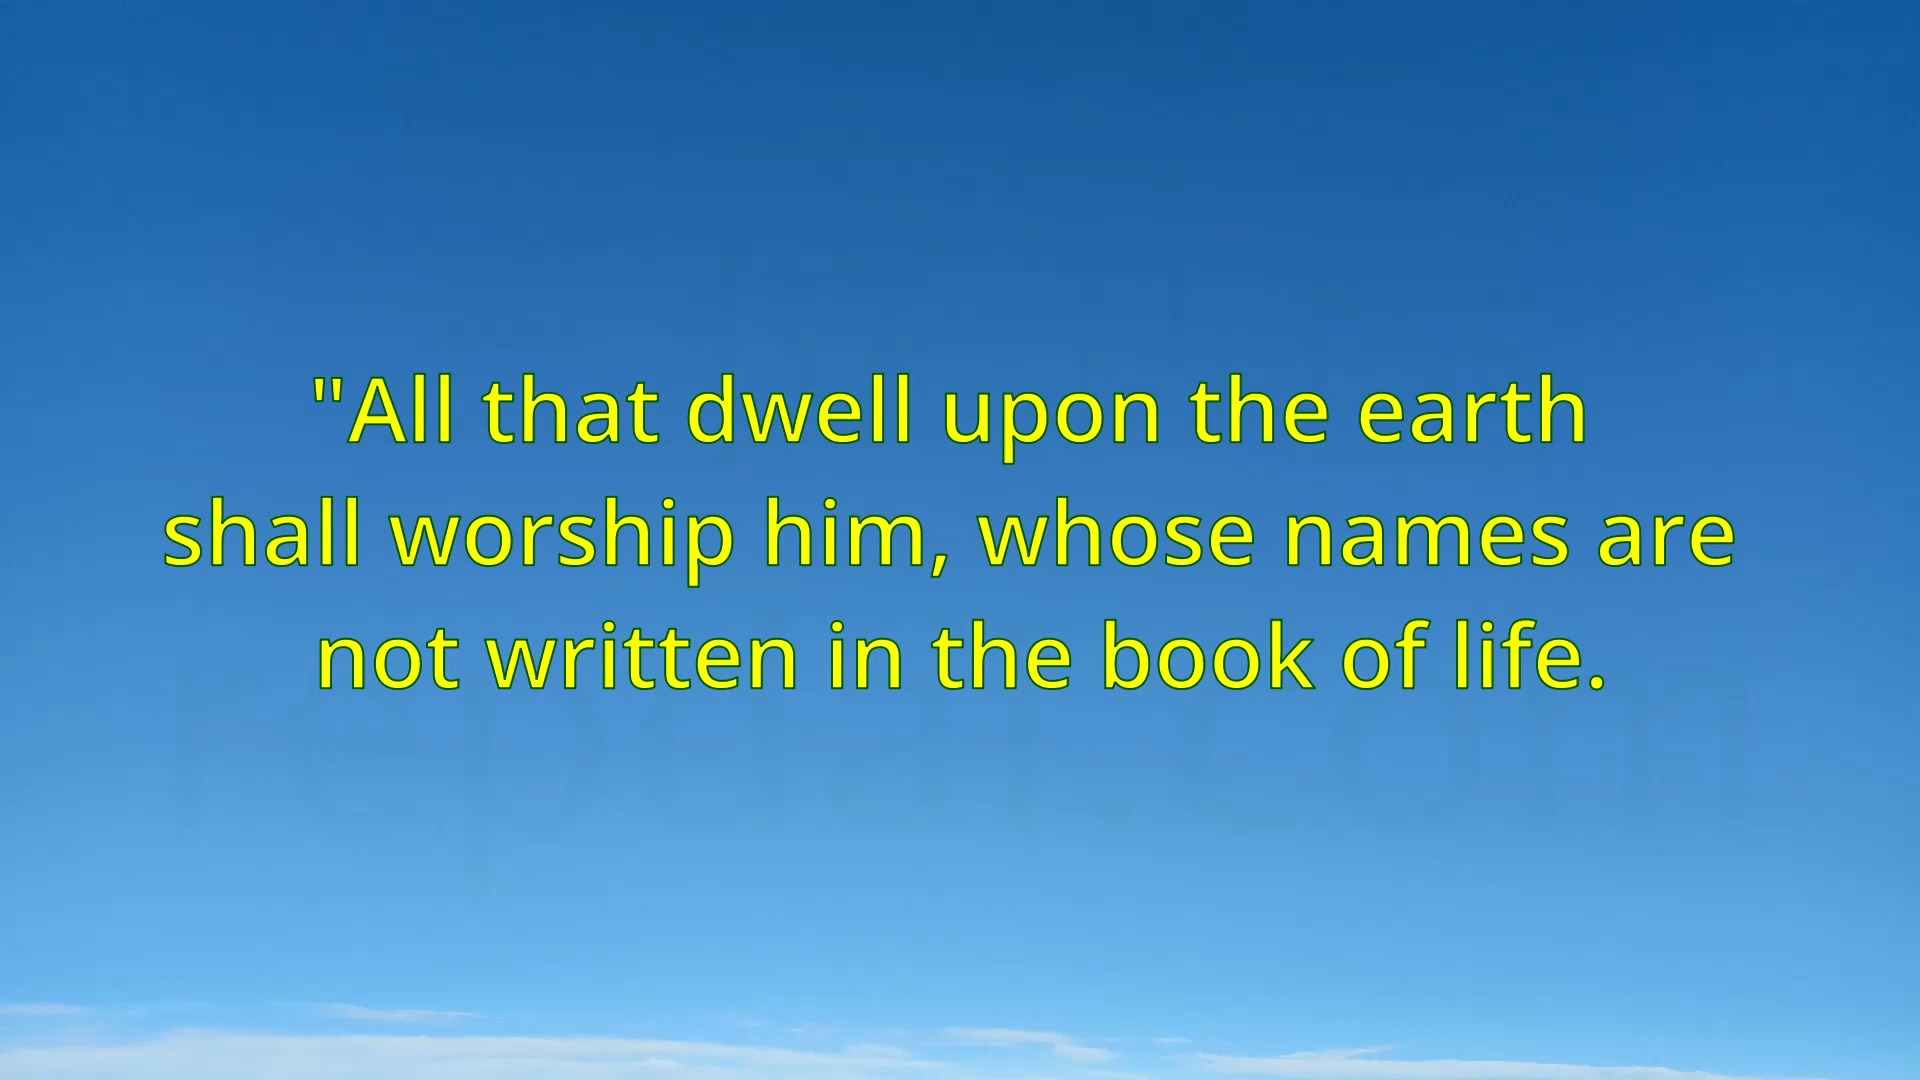 "All that dwell upon the earth
shall worship him, whose names are
not written in the book of life.